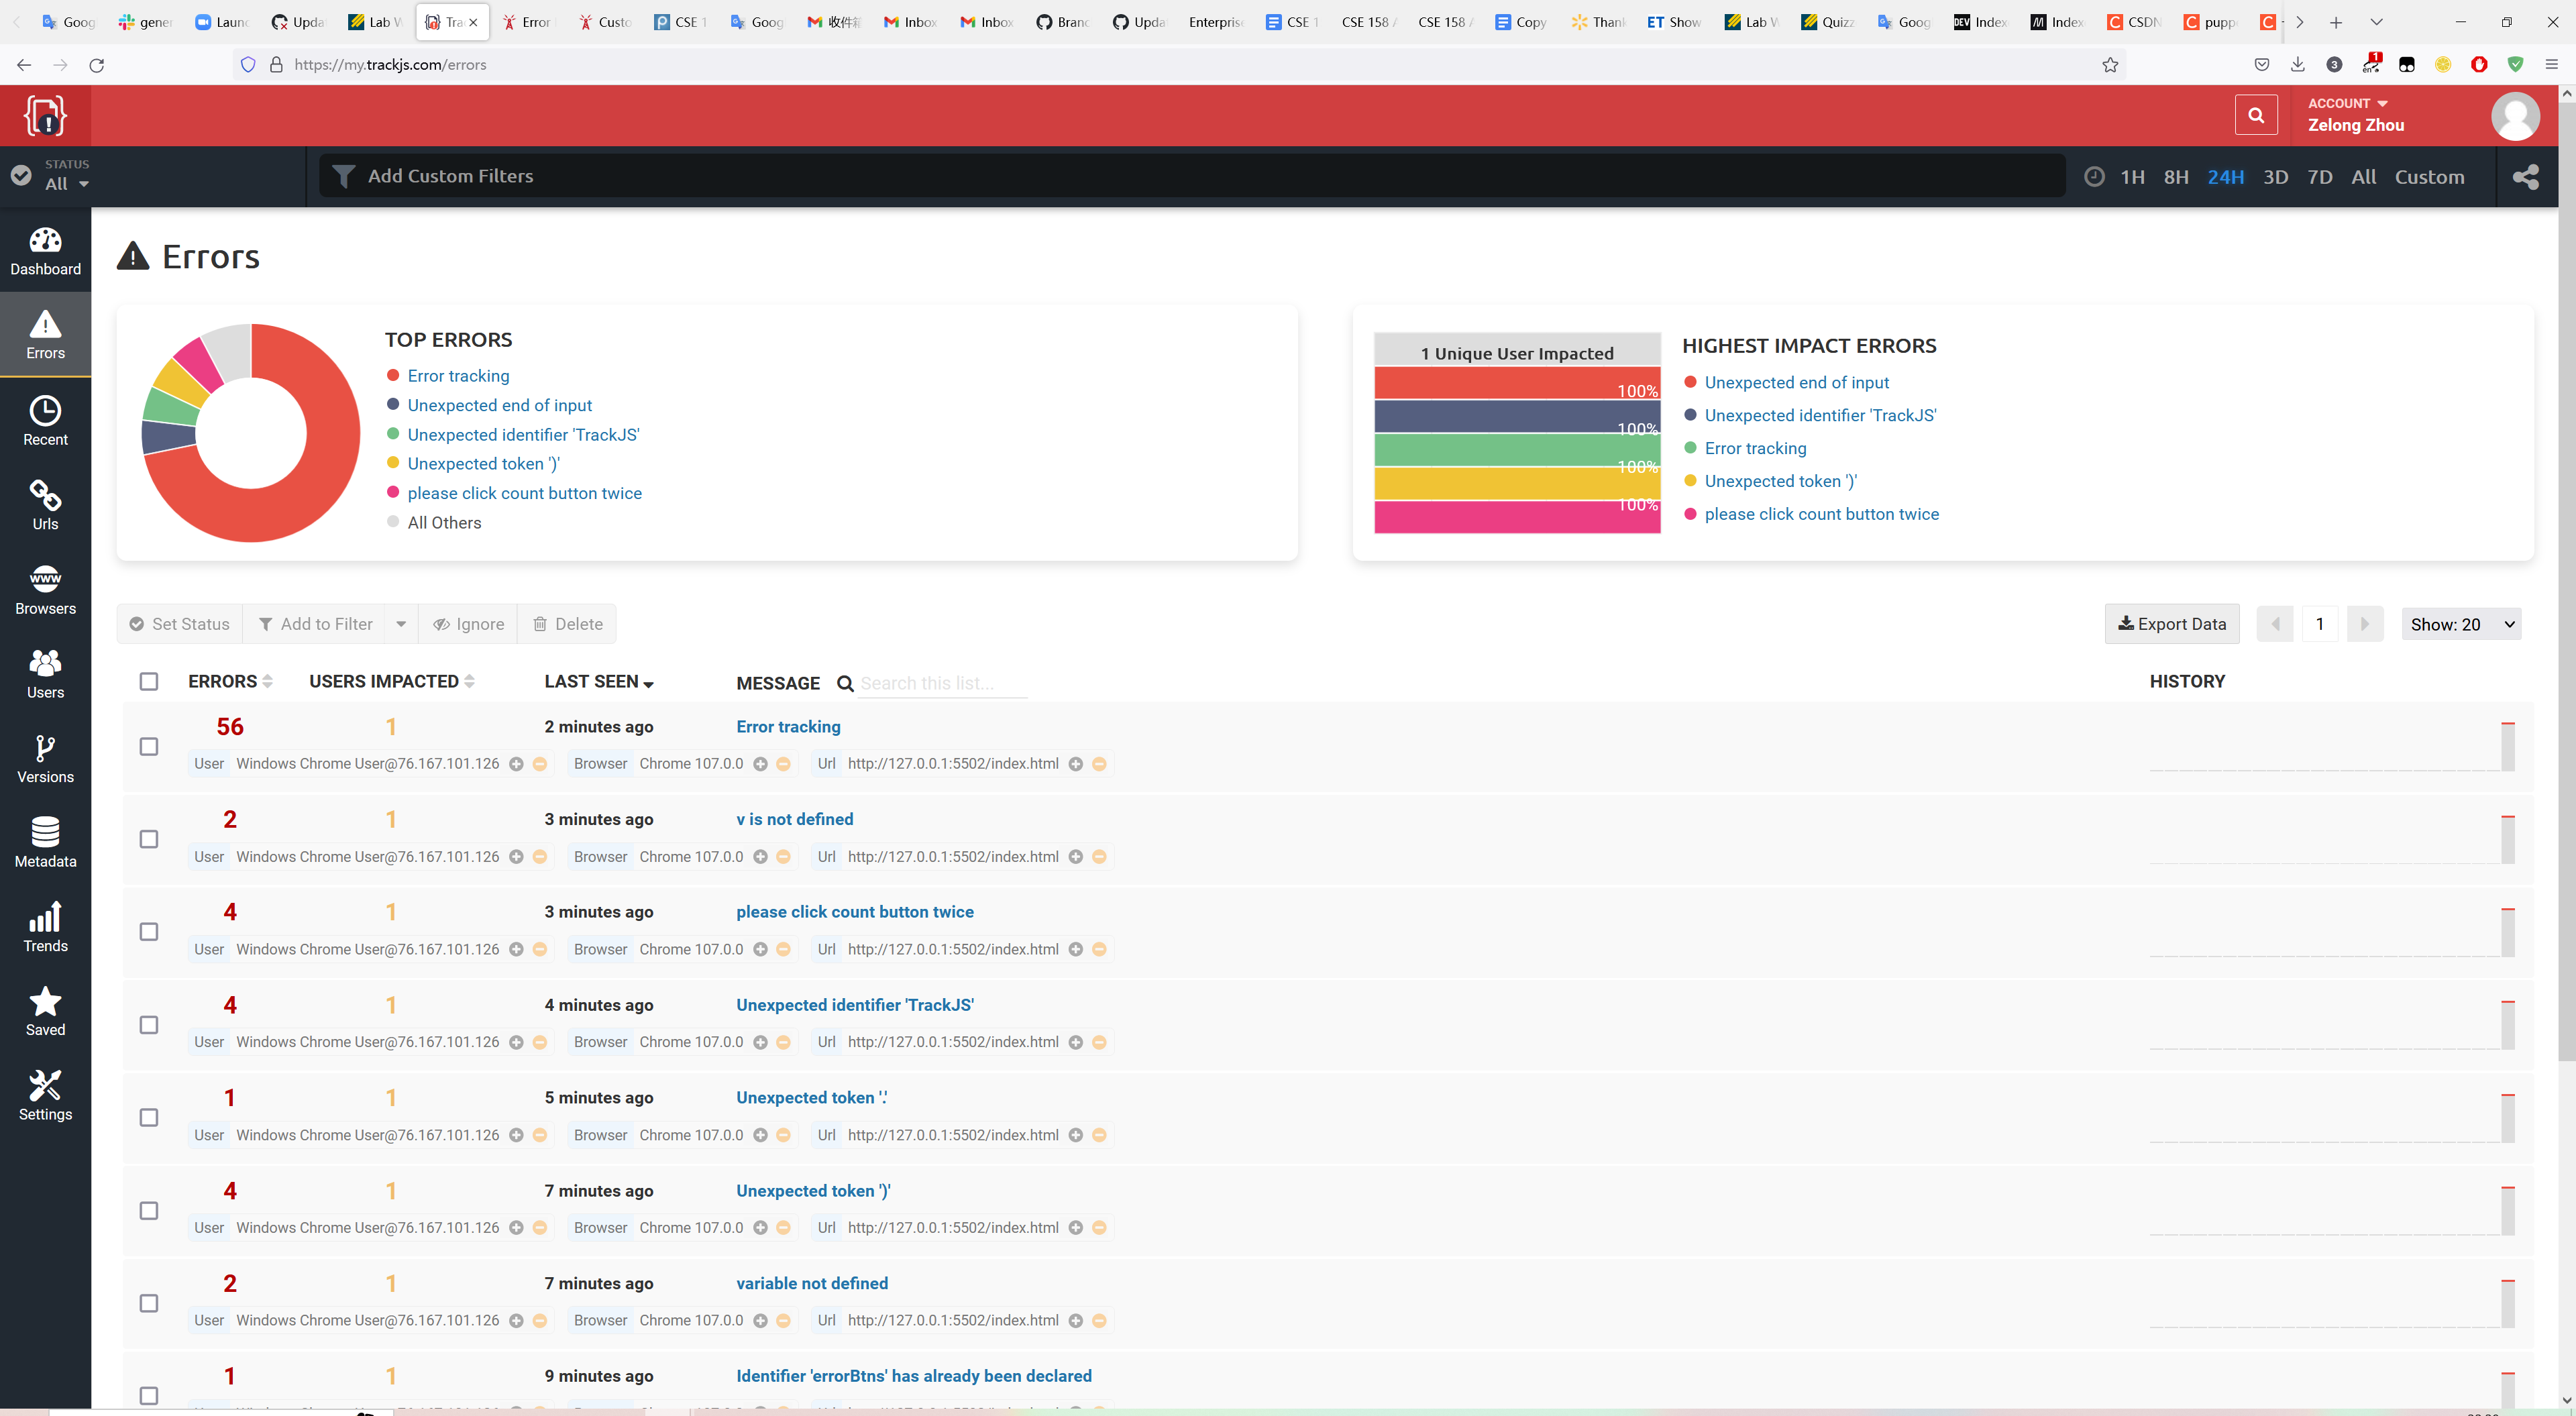 Goog gener Laun Upda Lab W Trac Error Custo CSE 1 Goog 收件箱 Inbox Inbox Branc Upda Enterprise CSE 1 CSE 158 CSE 158 Copy Thank ET Show Lab W Quizz Goog DEV Index Index CSDN pupp
https://my.trackjs.com/errors
ACCOUNT
Zelong Zhou
STATUS
All
Add Custom Filters
1H 8H 24H 3D 7D All Custom
Dashboard
Errors
Recent
Urls
WWW
Browsers
Users
Versions
Metadata
Trends
Saved
Settings
Errors
TOP ERRORS
Error tracking
Unexpected end of input
Unexpected identifier 'TrackJS'
Unexpected token ')'
please click count button twice
All Others
1 Unique User Impacted
100%
100%
100%
100%
HIGHEST IMPACT ERRORS
Unexpected end of input
Unexpected identifier 'TrackJS'
Error tracking
Unexpected token ')'
please click count button twice
Set Status Add to Filter Ignore Delete
Export Data 1 Show: 20
ERRORS USERS IMPACTED LAST SEEN MESSAGE Search this list... HISTORY
56 1 2 minutes ago Error tracking
User Windows Chrome User@76.167.101.126 Browser Chrome 107.0.0 Url http://127.0.0.1:5502/index.html
2 1 3 minutes ago v is not defined
User Windows Chrome User@76.167.101.126 Browser Chrome 107.0.0 Url http://127.0.0.1:5502/index.html
4 1 3 minutes ago please click count button twice
User Windows Chrome User@76.167.101.126 Browser Chrome 107.0.0 Url http://127.0.0.1:5502/index.html
4 1 4 minutes ago Unexpected identifier 'TrackJS'
User Windows Chrome User@76.167.101.126 Browser Chrome 107.0.0 Url http://127.0.0.1:5502/index.html
1 1 5 minutes ago Unexpected token '.'
User Windows Chrome User@76.167.101.126 Browser Chrome 107.0.0 Url http://127.0.0.1:5502/index.html
4 1 7 minutes ago Unexpected token ')'
User Windows Chrome User@76.167.101.126 Browser Chrome 107.0.0 Url http://127.0.0.1:5502/index.html
2 1 7 minutes ago variable not defined
User Windows Chrome User@76.167.101.126 Browser Chrome 107.0.0 Url http://127.0.0.1:5502/index.html
1 1 9 minutes ago Identifier 'errorBtns' has already been declared